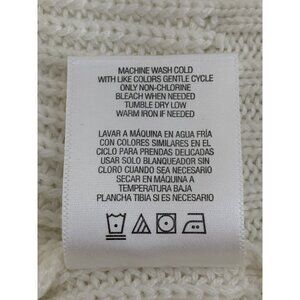 MACHINE WASH COLD
WITH LIKE COLORS GENTLE CYCLE
ONLY NON-CHLORINE
BLEACH WHEN NEEDED
TUMBLE DRY LOW
WARM IRON IF NEEDED
LAVAR A MÁQUINA EN AGUA FRÍA
CON COLORES SIMILARES EN EL
CICLO PARA PRENDAS DELICADAS
USAR SOLO BLANQUEADOR SIN
CLORO CUANDO SEA NECESARIO
SECAR EN MÁQUINA A
TEMPERATURA BAJA
PLANCHA TIBIA SI ES NECESARIO